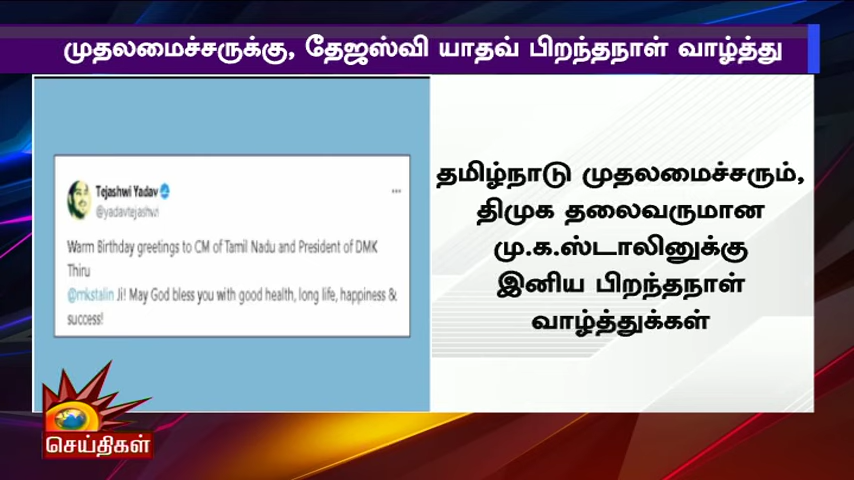 முதலமைச்சருக்கு, தேஜஸ்வி யாதவ் பிறந்தநாள் வாழ்த்து
Tejashwi Yadav
@yadavtejashwi
Warm Birthday greetings to CM of Tamil Nadu and President of DMK
Thiru
@mkstalin Ji! May God bless you with good health, long life, happiness &
success!
தமிழ்நாடு முதலமைச்சரும்,
திமுக தலைவருமான
மு.க.ஸ்டாலினுக்கு
இனிய பிறந்தநாள்
வாழ்த்துக்கள்
செய்திகள்